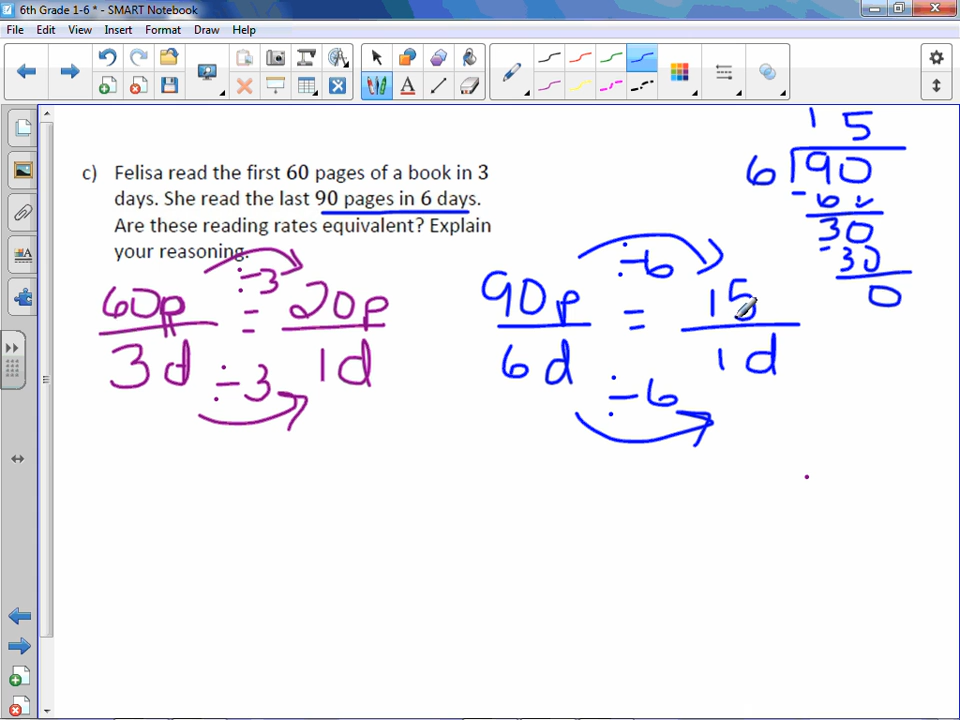 6th Grade 1-6 * - SMART Notebook
File Edit View Insert Format Draw Help
c) Felisa read the first 60 pages of a book in 3
days. She read the last 90 pages in 6 days.
Are these reading rates equivalent? Explain
your reasoning.
60p/3d = 20p/1d
÷3
÷3
90p/6d = 15/1d
÷6
÷6
15
6 90
-6
30
-30
0